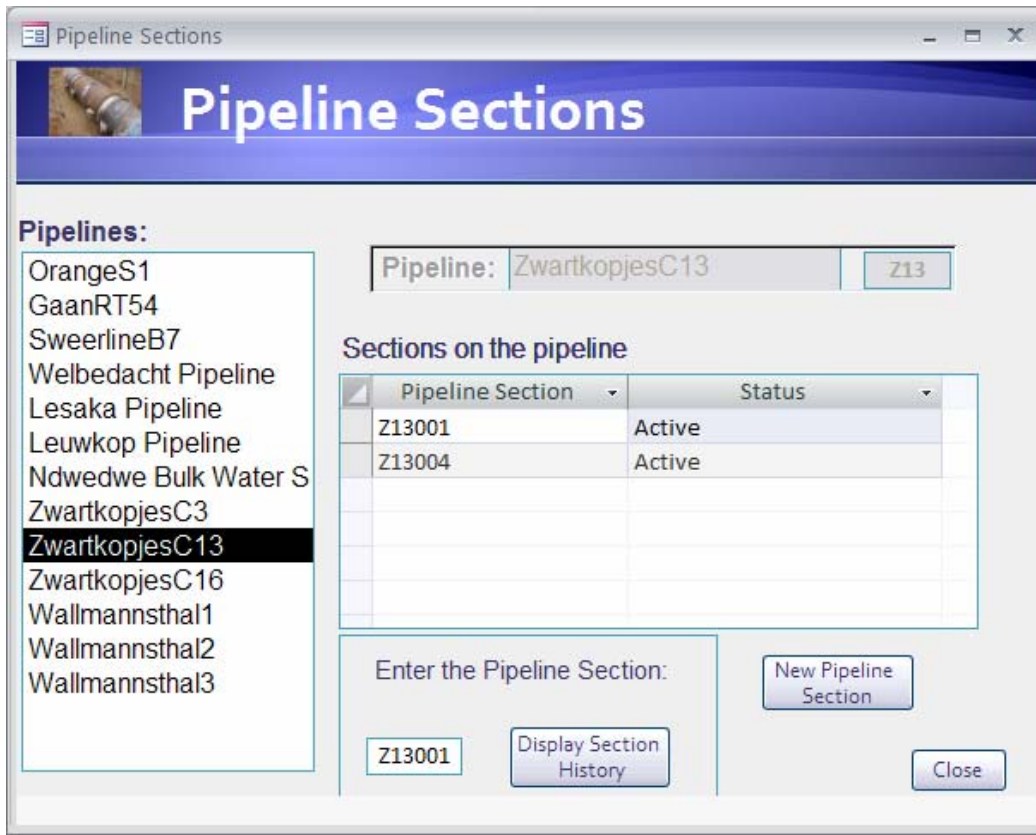 Pipeline Sections
Pipeline Sections
Pipelines:
OrangeS1
GaanRT54
SweerlineB7
Welbedacht Pipeline
Lesaka Pipeline
Leuwkop Pipeline
Ndwedwe Bulk Water S
ZwartkopjesC3
ZwartkopjesC13
ZwartkopjesC16
Wallmannsthal1
Wallmannsthal2
Wallmannsthal3
Pipeline: ZwartkopjesC13 Z13
Sections on the pipeline
Pipeline Section Status
Z13001 Active
Z13004 Active
Enter the Pipeline Section:
Z13001
Display Section
History
New Pipeline
Section
Close